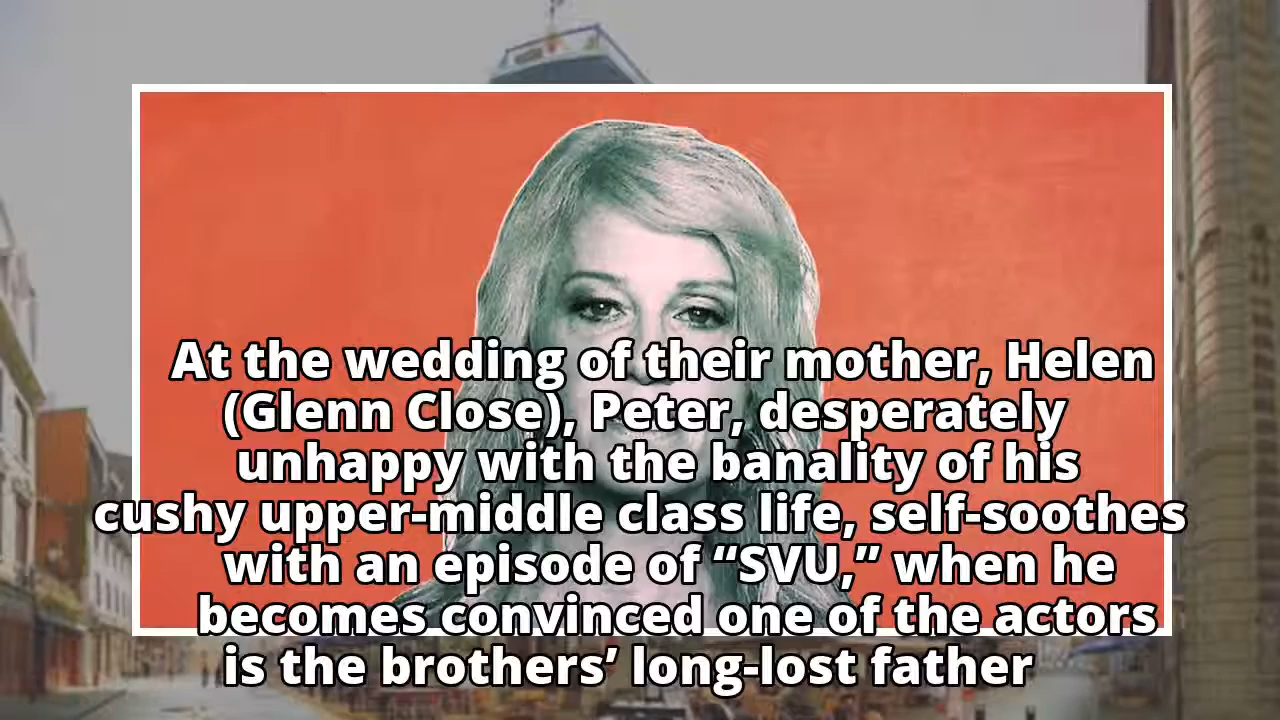 At the wedding of their mother, Helen
(Glenn Close), Peter, desperately
unhappy with the banality of his
cushy upper-middle class life, self-soothes
with an episode of “SVU,” when he
becomes convinced one of the actors
is the brothers’ long-lost father